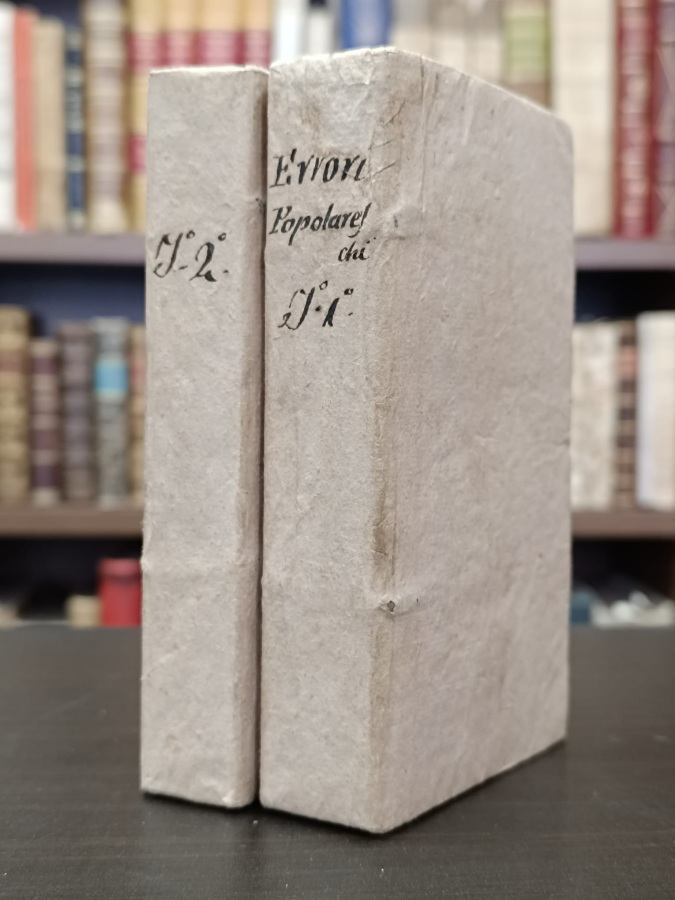 T.º 2.º
Errori
Popolares
chi
T.º 1.º